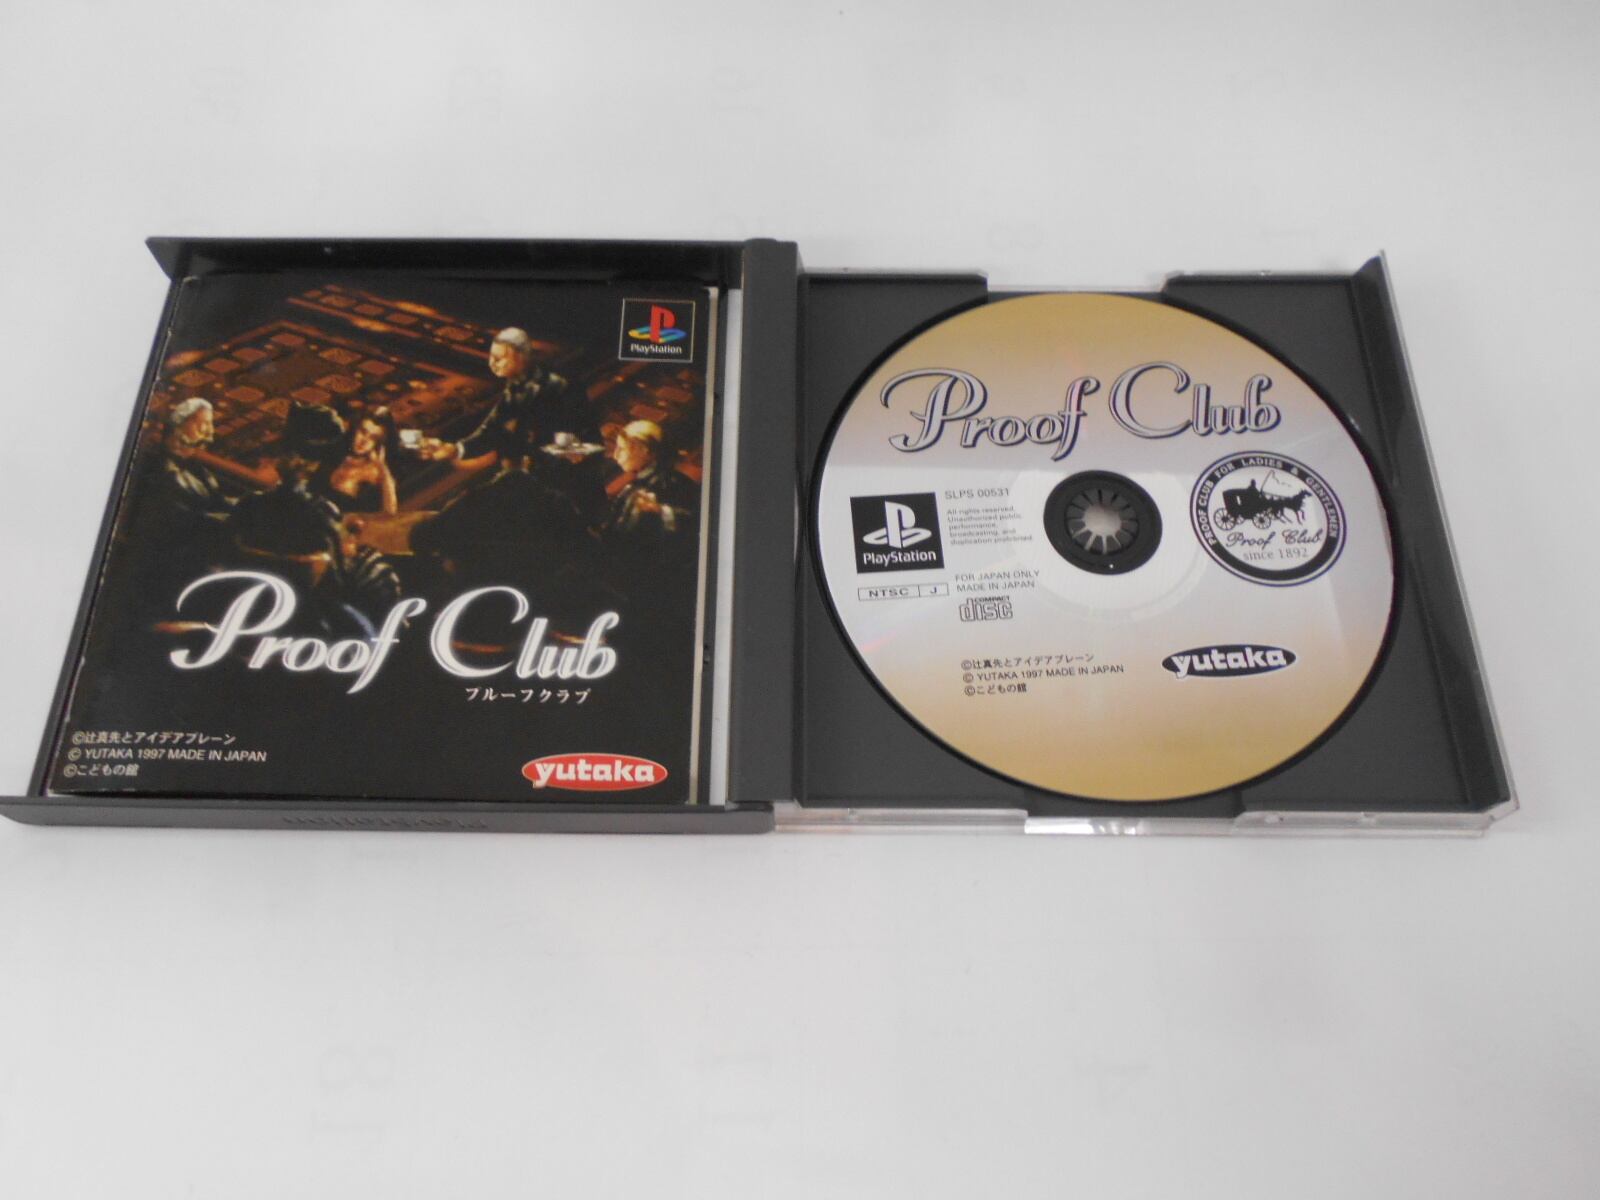 PlayStation
Proof Club
プルーフクラブ
©辻真先とアイデアブレーン
© YUTAKA 1997 MADE IN JAPAN
©こどもの館
yutaka
Proof Club
SLPS 00531
All rights reserved.
Unauthorized public
performance,
broadcasting, and
duplication prohibited.
PlayStation
NTSC J
FOR JAPAN ONLY
MADE IN JAPAN
COMPACT
disc
PROOF CLUB FOR LADIES & GENTLEMEN
Proof Club
since 1892
©辻真先とアイデアブレーン
© YUTAKA 1997 MADE IN JAPAN
©こどもの館
yutaka